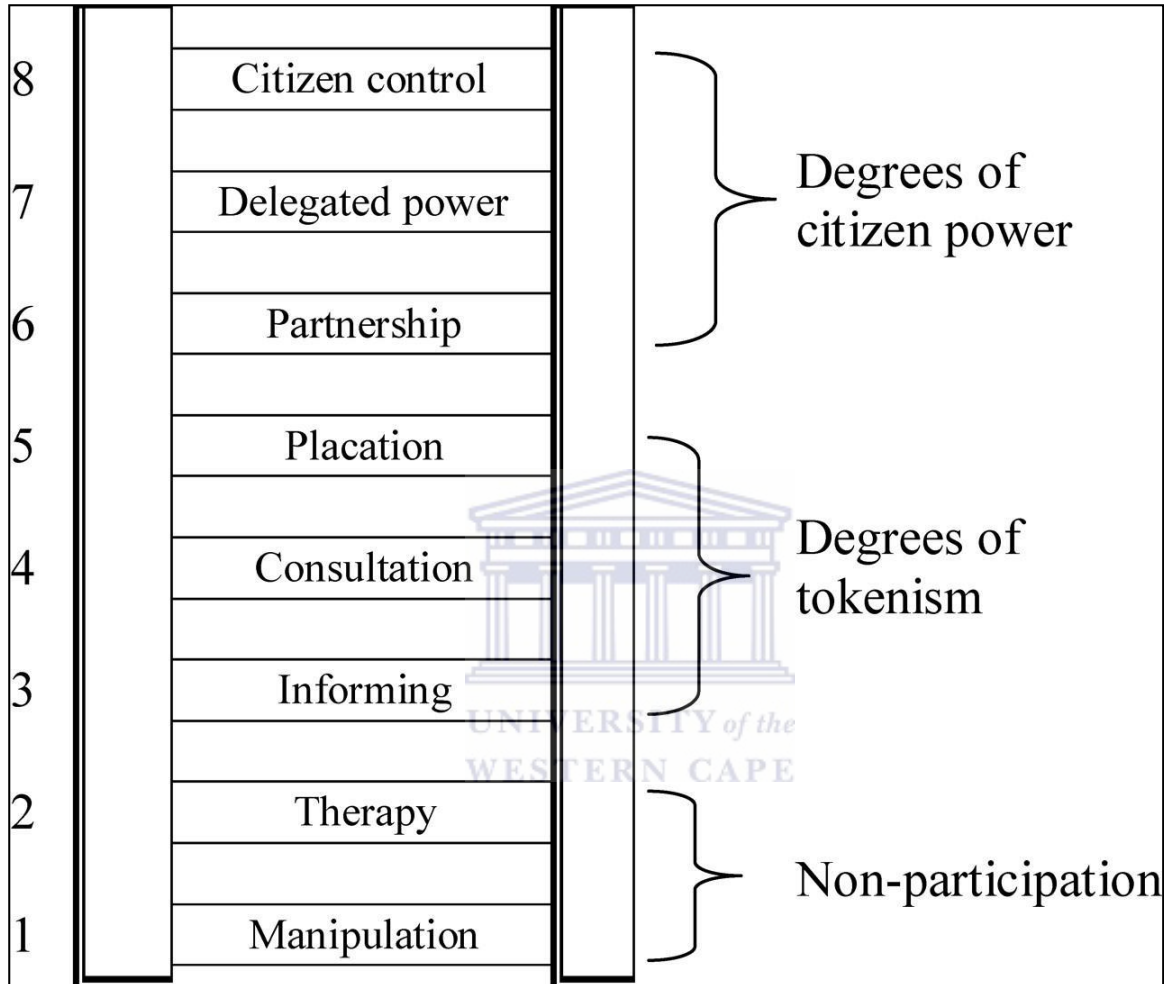 8
Citizen control
7
Delegated power
6
Partnership
Degrees of
citizen power
5
Placation
4
Consultation
3
Informing
Degrees of
tokenism
UNIVERSITY of the
WESTERN CAPE
2
Therapy
1
Manipulation
Non-participation